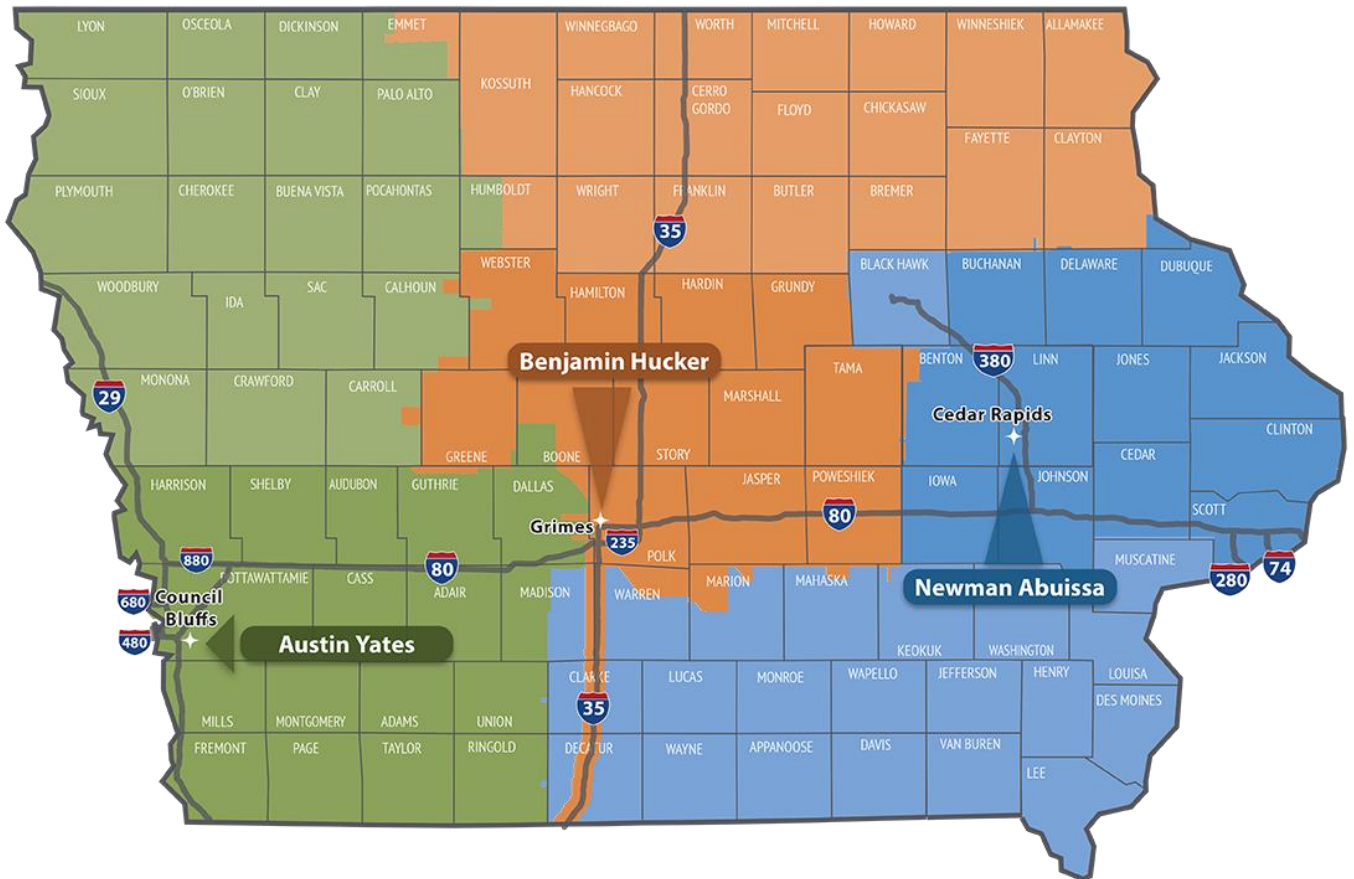 LYON
OSCEOLA
DICKINSON
EMMET
WINNEGBAGO
WORTH
MITCHELL
HOWARD
WINNESHIEK
ALLAMAKEE
KOSSUTH
SIOUX
O'BRIEN
CLAY
PALO ALTO
HANCOCK
CERRO
GORDO
FLOYD
CHICKASAW
FAYETTE
CLAYTON
PLYMOUTH
CHEROKEE
BUENA VISTA
POCAHONTAS
HUMBOLDT
WRIGHT
FRANKLIN
BUTLER
BREMER
35
WEBSTER
BLACK HAWK
BUCHANAN
DELAWARE
DUBUQUE
WOODBURY
IDA
SAC
CALHOUN
HAMILTON
HARDIN
GRUNDY
Benjamin Hucker
BENTON
380
LINN
JONES
JACKSON
TAMA
MONONA
CRAWFORD
CARROLL
29
MARSHALL
Cedar Rapids
CLINTON
GREENE
BOONE
STORY
CEDAR
HARRISON
SHELBY
AUDUBON
GUTHRIE
DALLAS
JASPER
POWESHIEK
IOWA
JOHNSON
Grimes
235
80
SCOTT
880
80
POLK
MUSCATINE
280
74
POTTAWATTAMIE
CASS
ADAIR
MADISON
WARREN
MARION
MAHASKA
Newman Abuissa
680
Council
Bluffs
480
Austin Yates
KEOKUK
WASHINGTON
CLARKE
LUCAS
MONROE
WAPELLO
JEFFERSON
HENRY
LOUISA
DES MOINES
35
MILLS
MONTGOMERY
ADAMS
UNION
FREMONT
PAGE
TAYLOR
RINGOLD
DECATUR
WAYNE
APPANOOSE
DAVIS
VAN BUREN
LEE